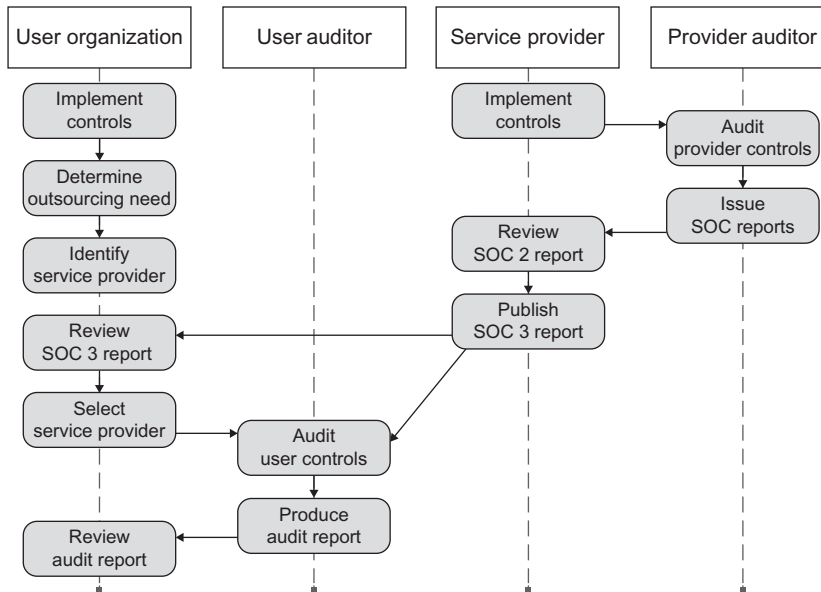 User organization
User auditor
Service provider
Provider auditor
Implement
controls
Implement
controls
Audit
provider controls
Determine
outsourcing need
Issue
SOC reports
Review
SOC 2 report
Identify
service provider
Publish
SOC 3 report
Review
SOC 3 report
Select
service provider
Audit
user controls
Produce
audit report
Review
audit report